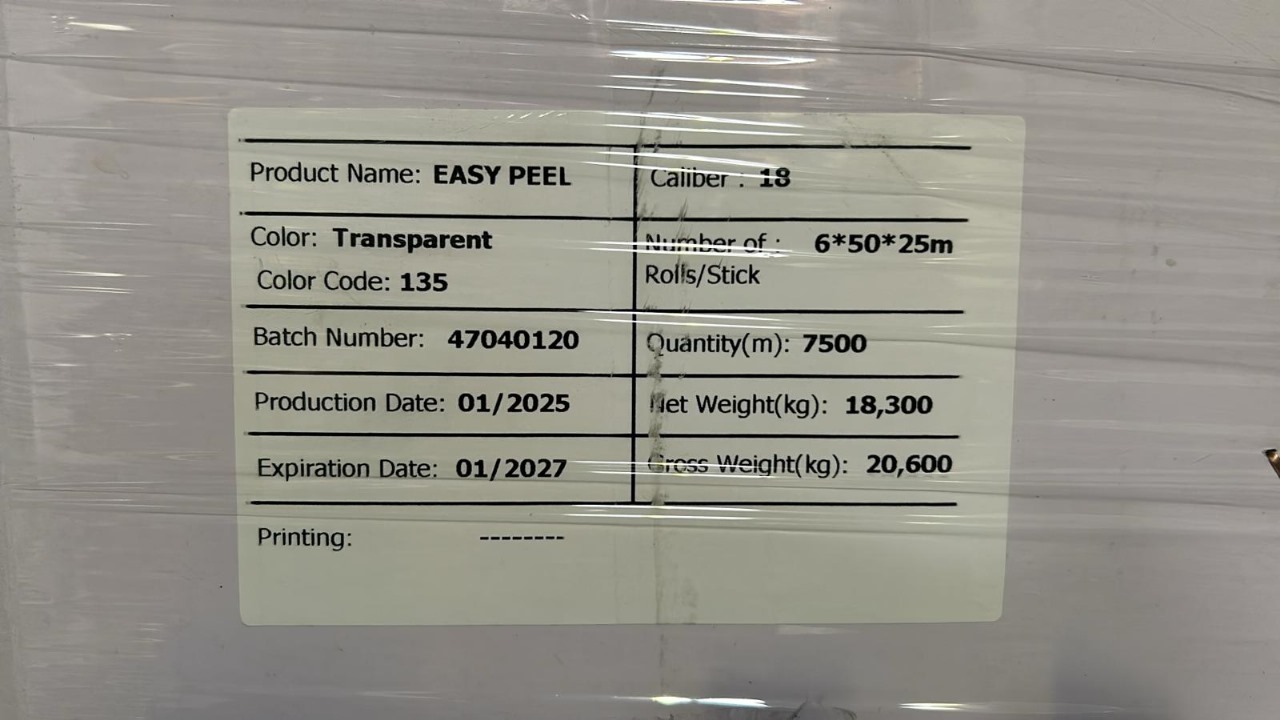 Product Name: EASY PEEL
Caliber : 18
Color: Transparent
Color Code: 135
Number of : 6*50*25m
Rolls/Stick
Batch Number: 47040120
Quantity(m): 7500
Production Date: 01/2025
Net Weight(kg): 18,300
Expiration Date: 01/2027
Gross Weight(kg): 20,600
Printing: --------